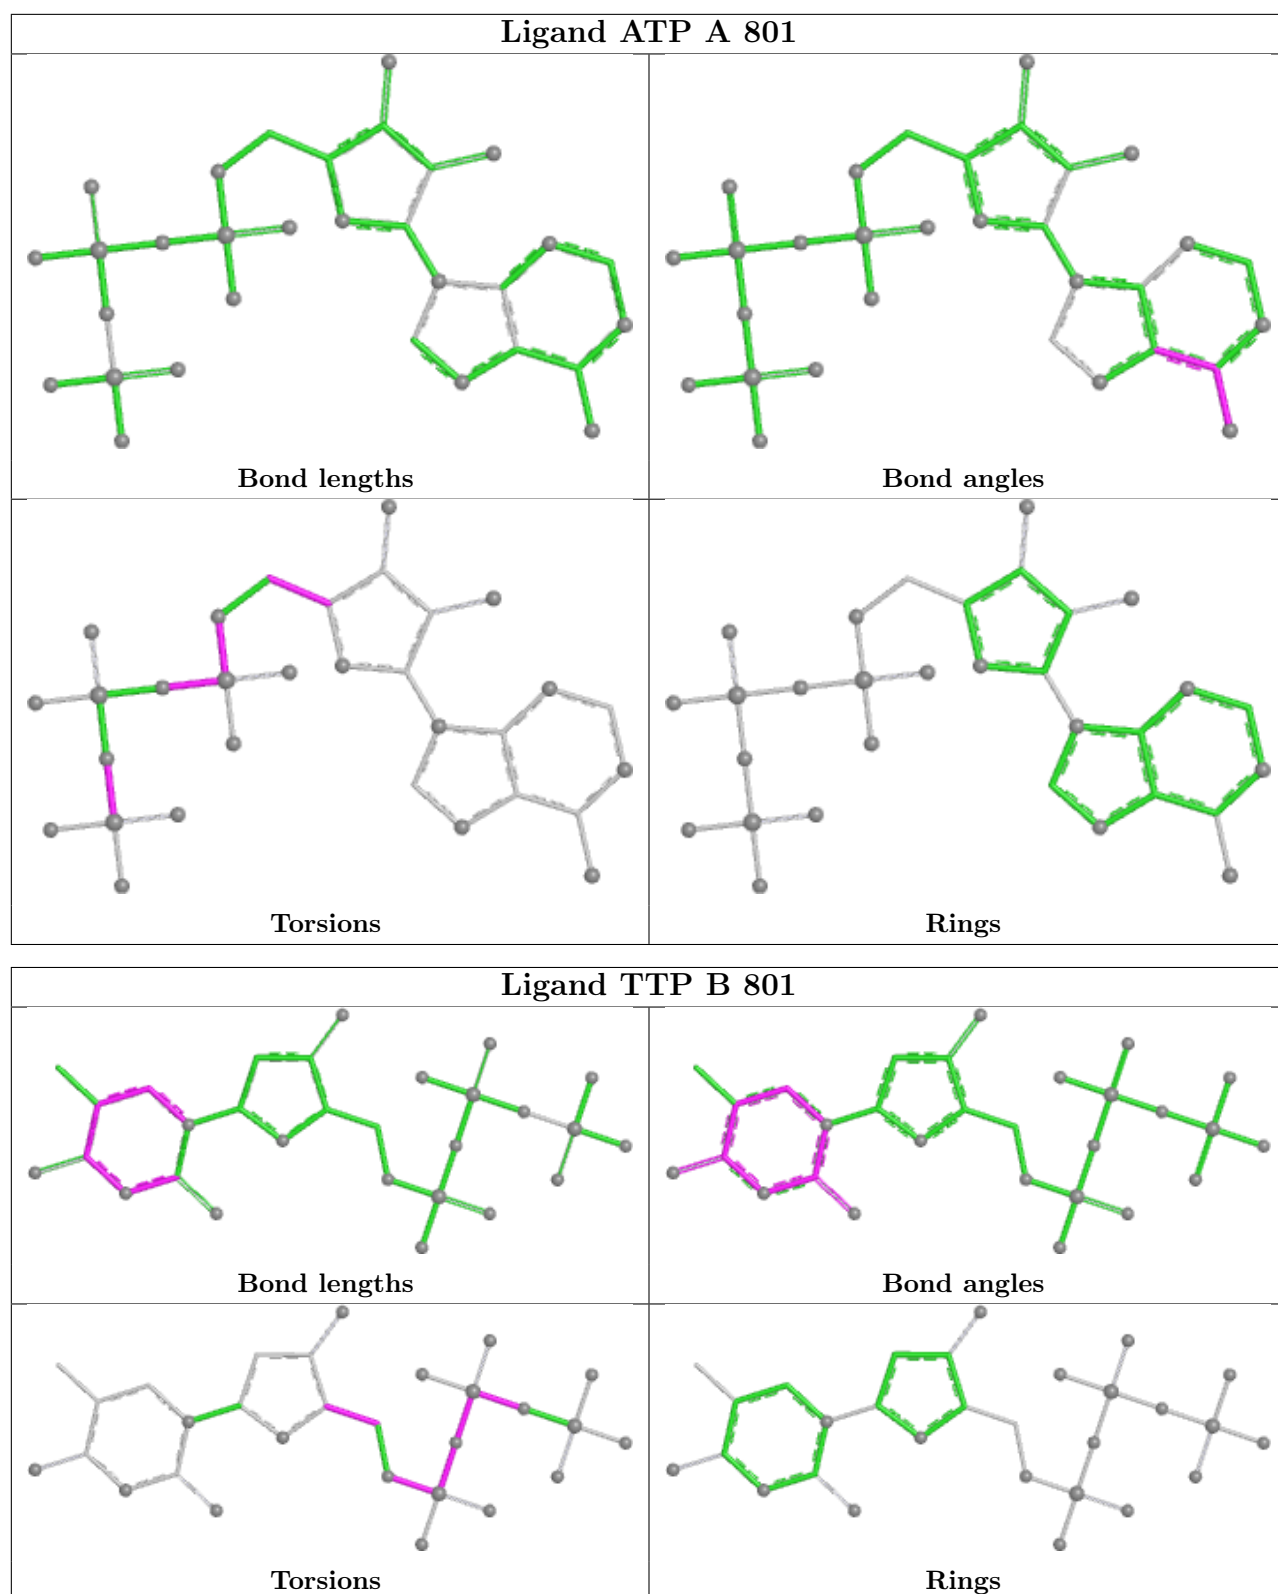 Ligand ATP A 801
Bond lengths
Bond angles
Torsions
Rings
Ligand TTP B 801
Bond lengths
Bond angles
Torsions
Rings